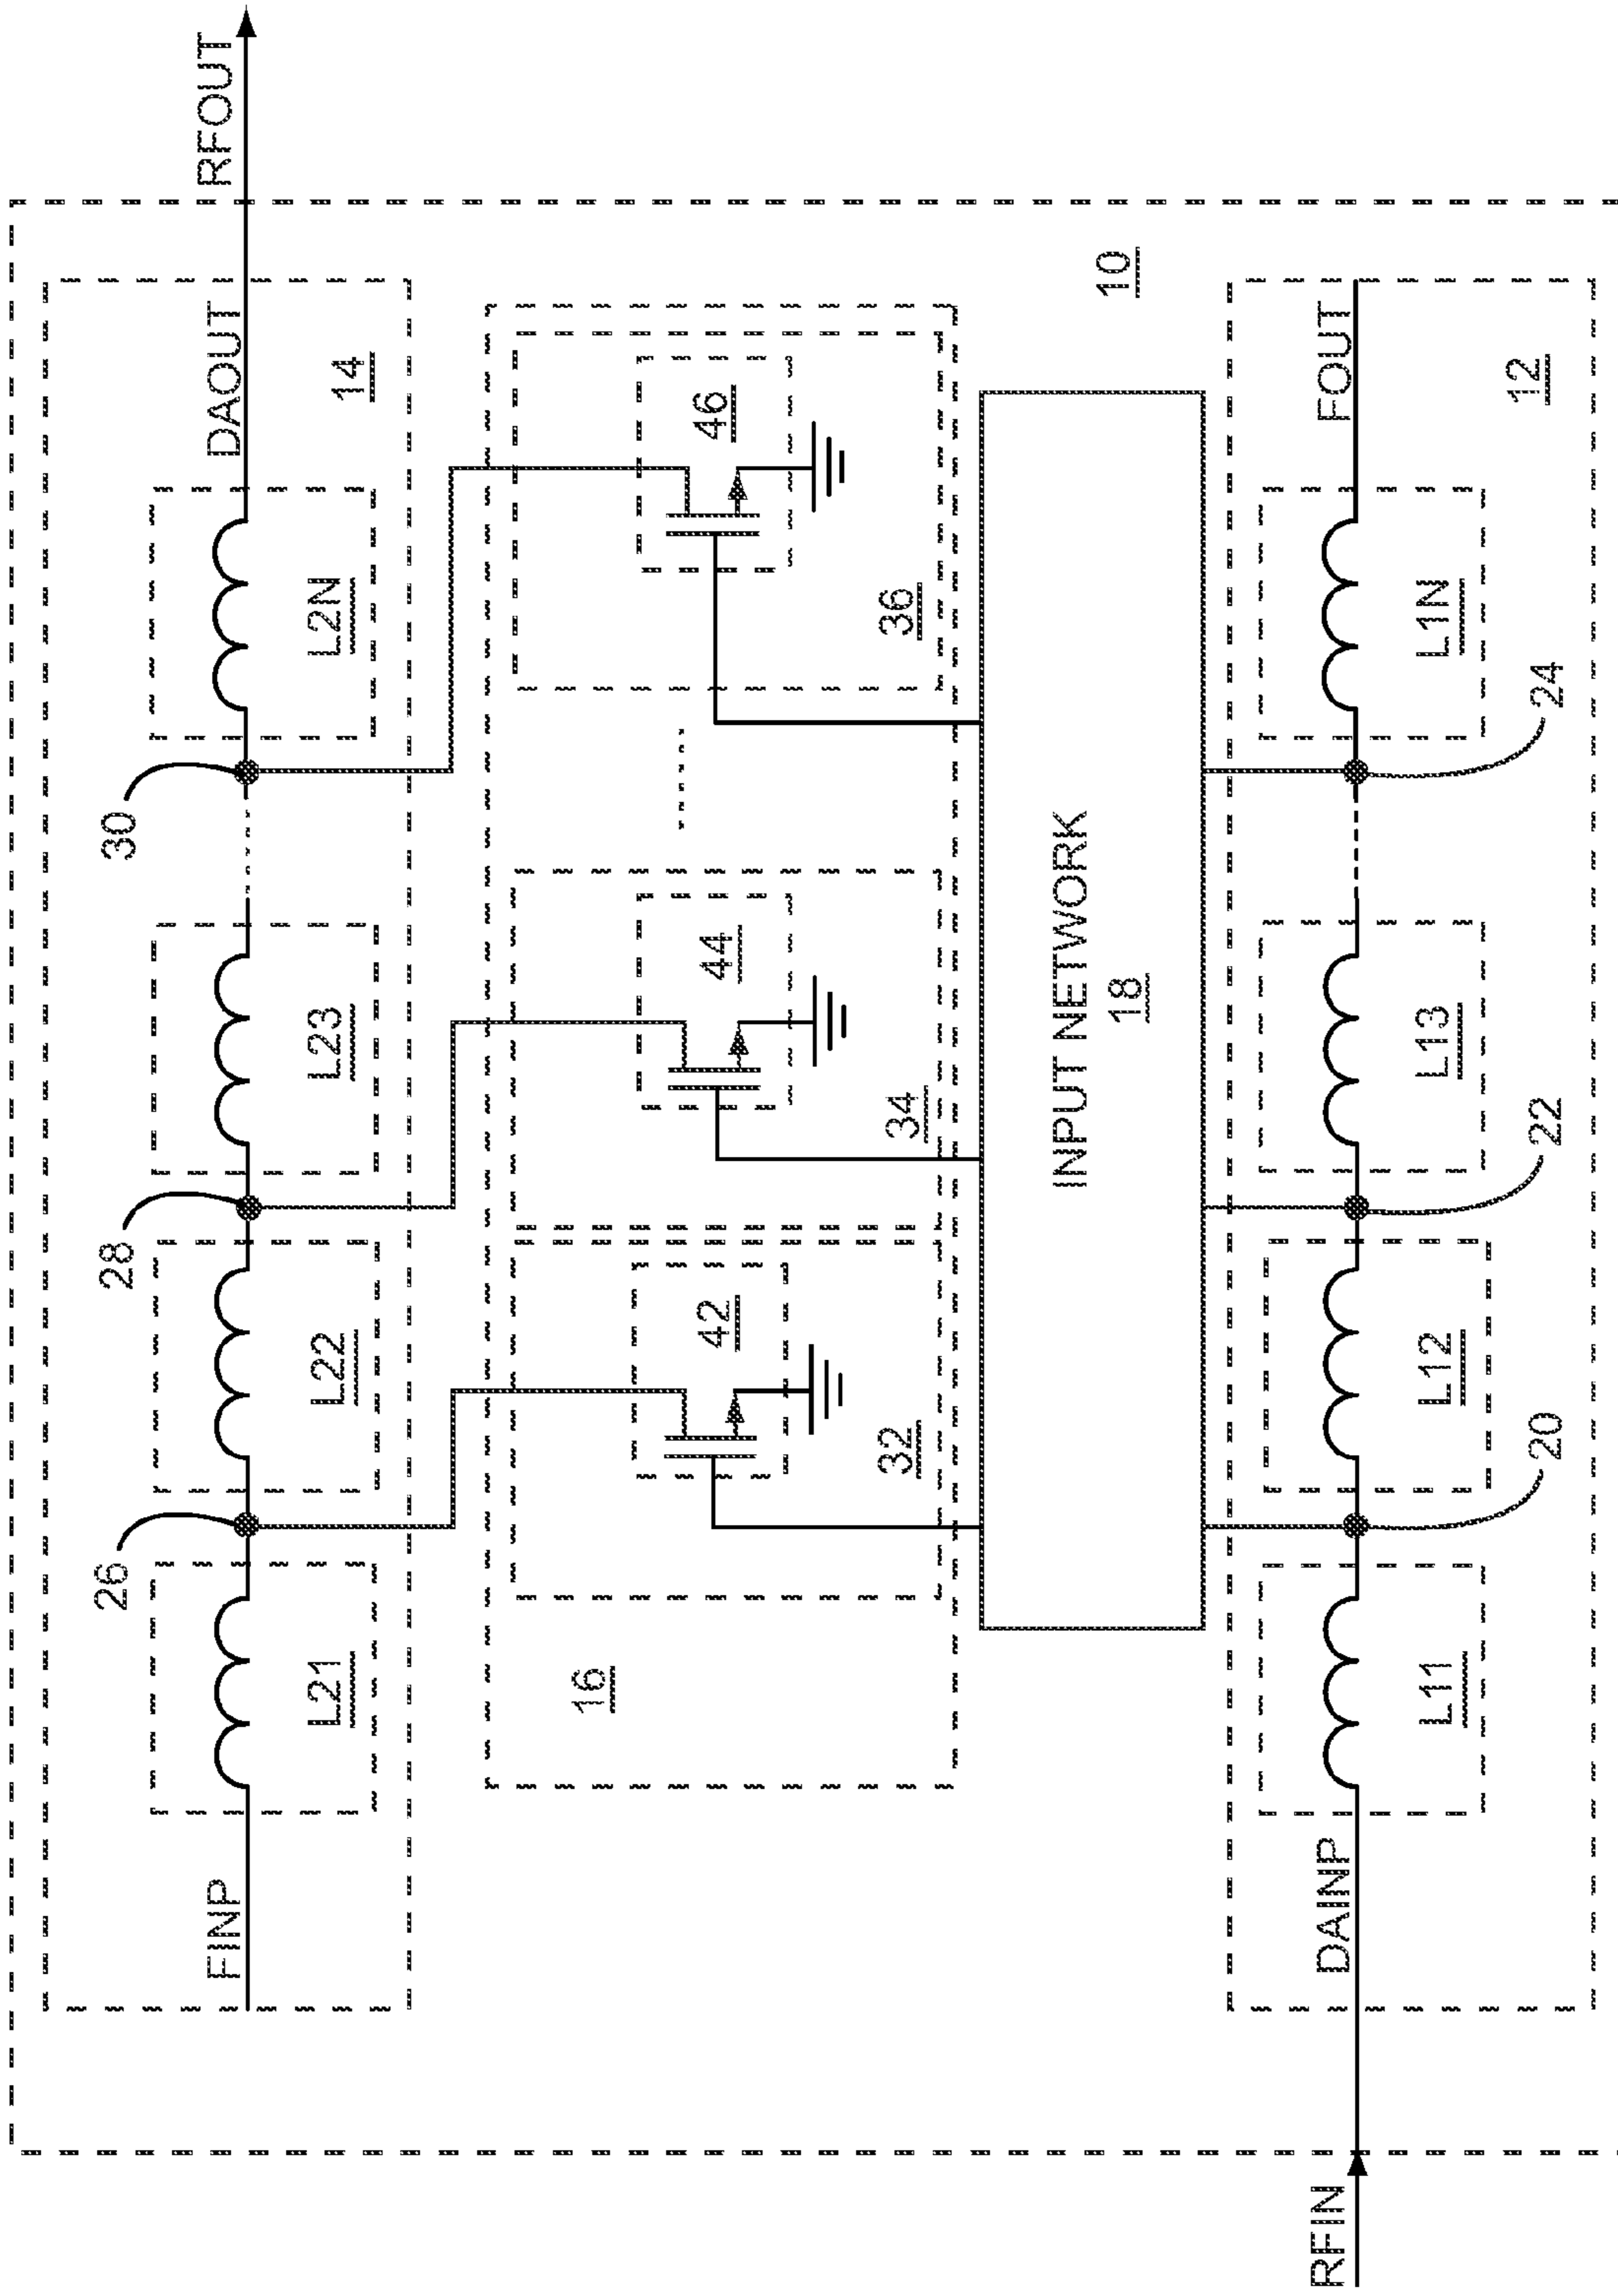 30
28
26
RFOUT
DAOUT
FINP
L2N
L23
L22
L21
14
16
46
44
42
36
34
32
10
INPUT NETWORK
18
RFIN
DAINP
FOUT
L11
L12
L13
L1N
12
20
22
24